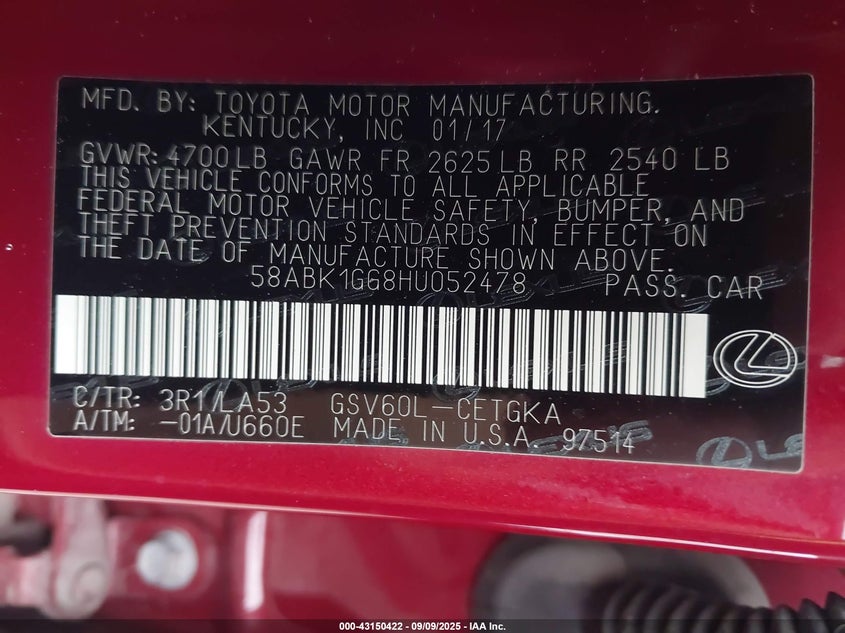 MFD. BY: TOYOTA MOTOR MANUFACTURING.
KENTUCKY, INC 01/17
GVWR: 4700LB GAWR FR 2625LB RR 2540 LB
THIS VEHICLE CONFORMS TO ALL APPLICABLE
FEDERAL MOTOR VEHICLE SAFETY, BUMPER, AND
THEFT PREVENTION STANDARDS IN EFFECT ON
THE DATE OF MANUFACTURE SHOWN ABOVE.
58ABK1GG8HU052478 PASS. CAR
C/TR: 3R1/LA53 GSV60L-CETGKA
A/TM: -01A/U660E MADE IN U.S.A. 97514
000-43150422 - 09/09/2025 - IAA Inc.